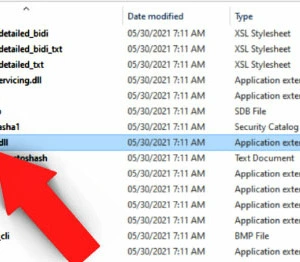 Date modified Type
detailed_bidi 05/30/2021 7:11 AM XSL Stylesheet
detailed_bidi_txt 05/30/2021 7:11 AM XSL Stylesheet
detailed_txt 05/30/2021 7:11 AM XSL Stylesheet
ervicing.dll 05/30/2021 7:11 AM Application exter
05/30/2021 7:11 AM Application exter
05/30/2021 7:11 AM SDB File
asha1 05/30/2021 7:11 AM Security Catalog
dll 05/30/2021 7:11 AM Application exter
toshash 05/30/2021 7:11 AM Text Document
05/30/2021 7:11 AM Application exter
05/30/2021 7:11 AM Application exter
05/30/2021 7:11 AM Application exter
05/30/2021 7:11 AM Application exter
_cli 05/30/2021 7:11 AM BMP File
05/30/2021 7:11 AM Application exter